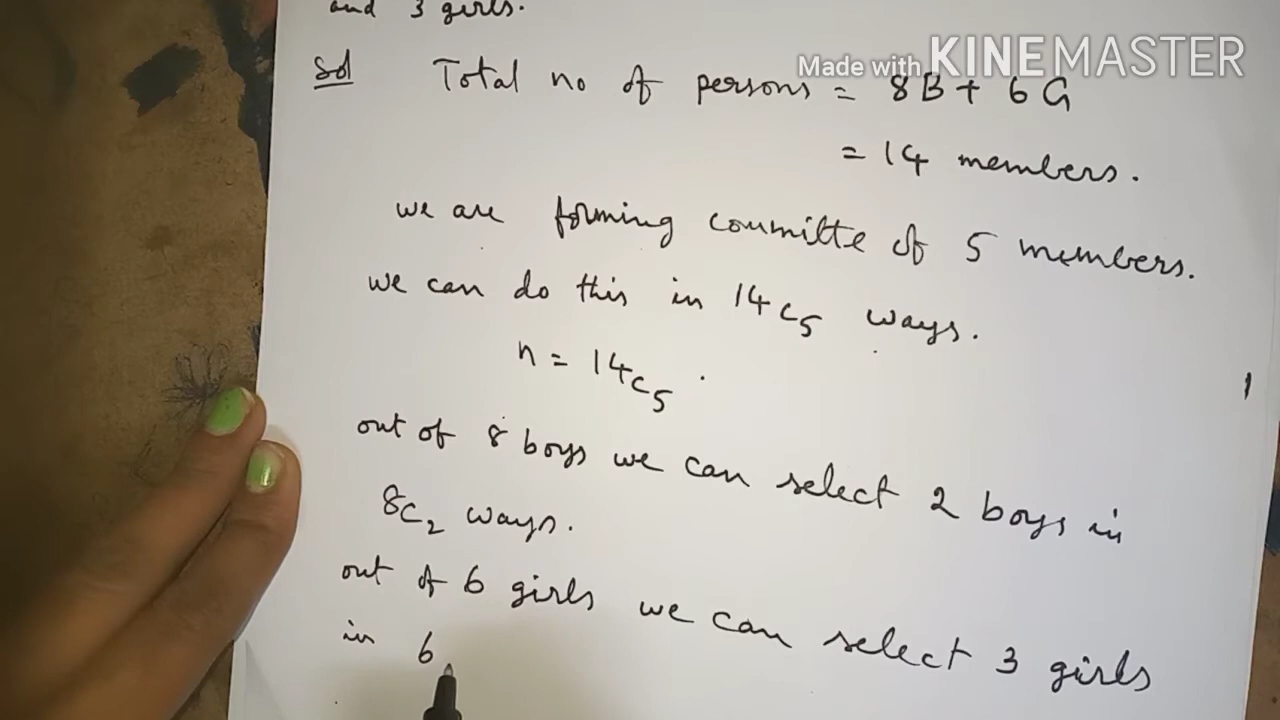 and 3 girls.
Made with KINEMASTER
Sol Total no of persons = 8B + 6G
= 14 members.
we are forming committe of 5 members.
we can do this in 14C5 ways.
n = 14C5.
out of 8 boys we can select 2 boys in
8C2 ways.
out of 6 girls we can select 3 girls
in 6